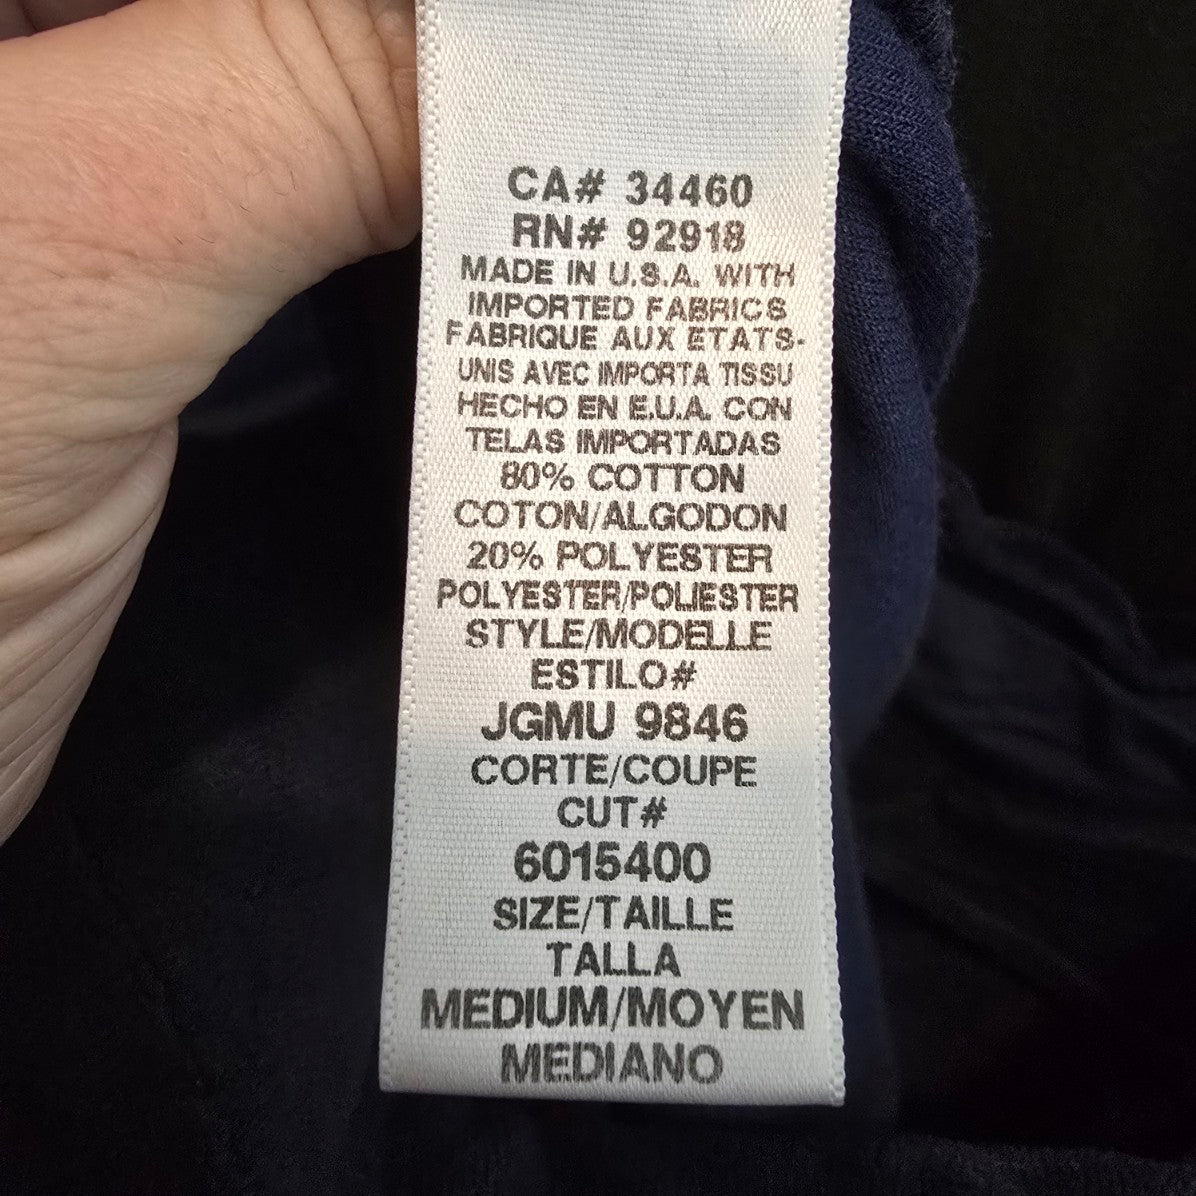 CA# 34460
RN# 92918
MADE IN U.S.A. WITH
IMPORTED FABRICS
FABRIQUE AUX ETATS-
UNIS AVEC IMPORTA TISSU
HECHO EN E.U.A. CON
TELAS IMPORTADAS
80% COTTON
COTON/ALGODON
20% POLYESTER
POLYESTER/POLIESTER
STYLE/MODELLE
ESTILO#
JGMU 9846
CORTE/COUPE
CUT#
6015400
SIZE/TAILLE
TALLA
MEDIUM/MOYEN
MEDIANO